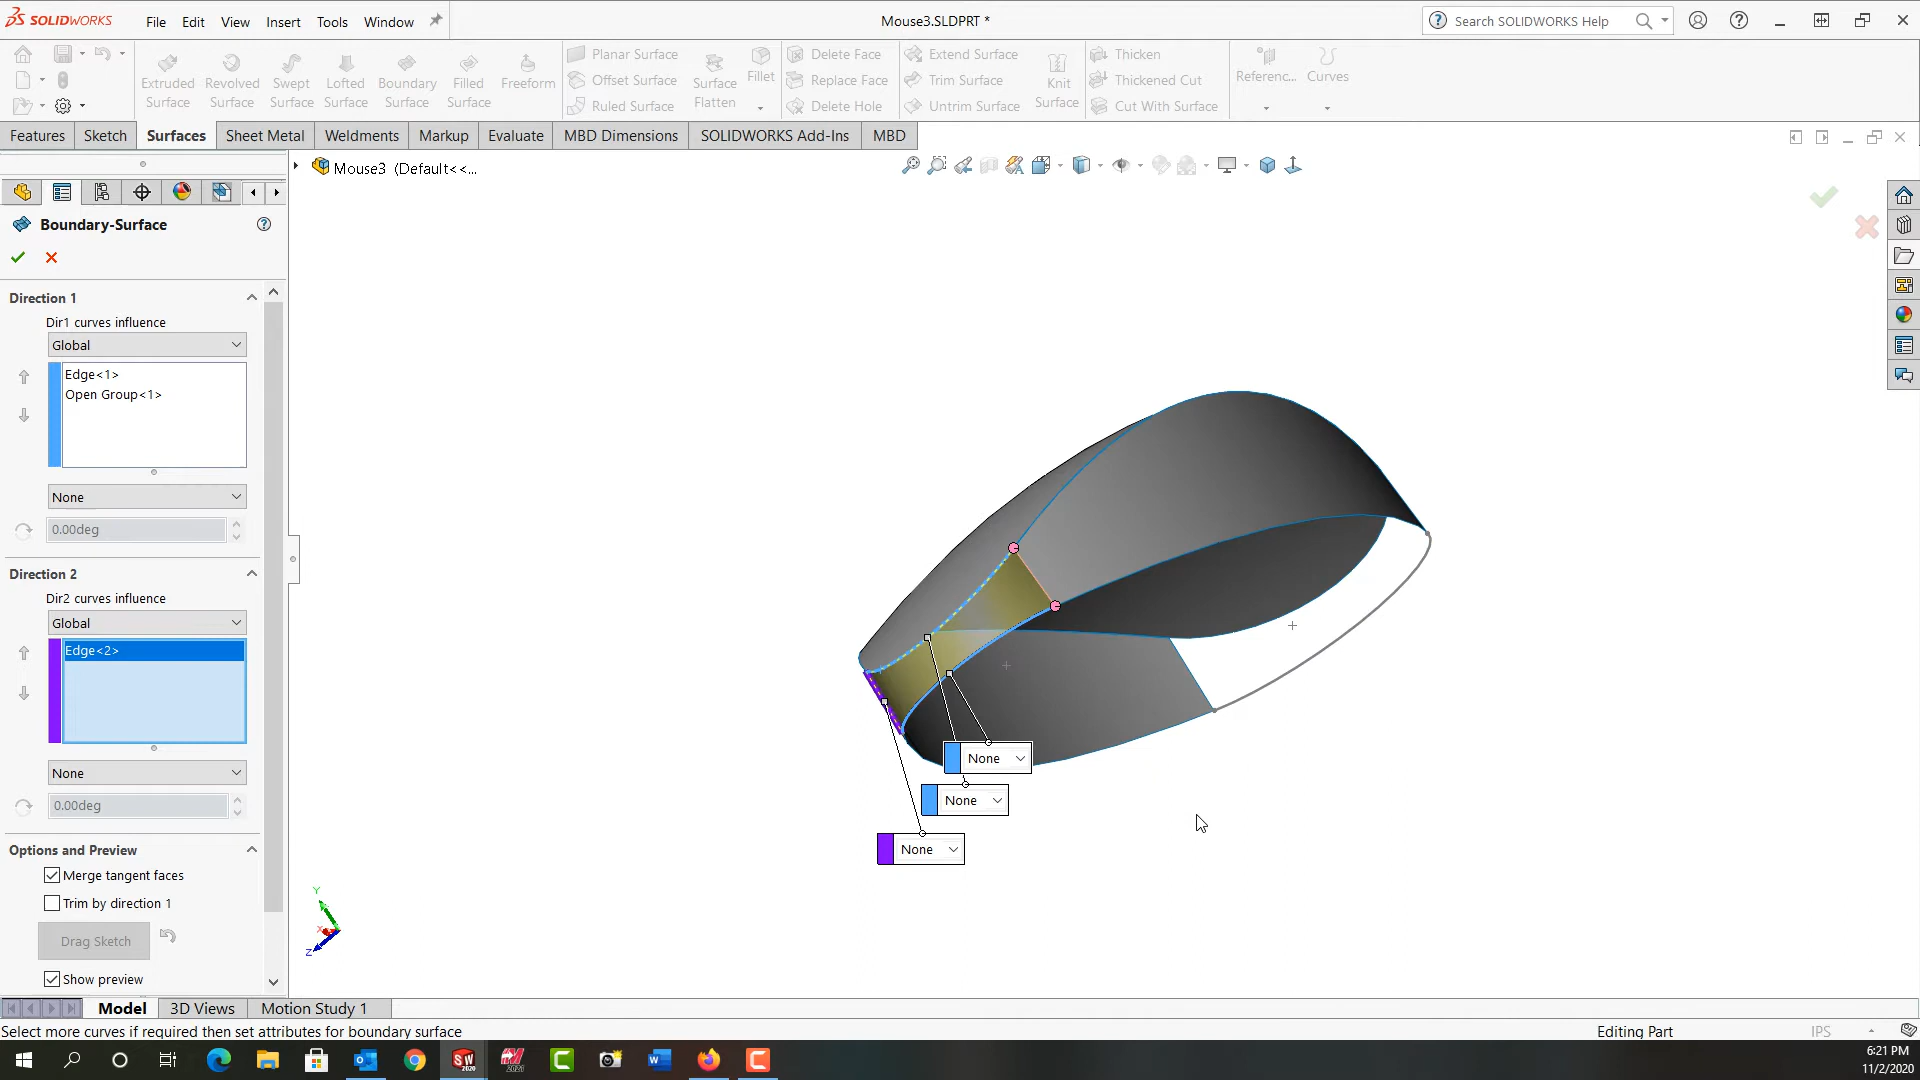 SOLIDWORKS
File
Edit
View
Insert
Tools
Window
Mouse3.SLDPRT *
Search SOLIDWORKS Help
Extruded Surface
Revolved Surface
Swept Surface
Lofted Surface
Boundary Surface
Filled Surface
Freeform
Planar Surface
Offset Surface
Ruled Surface
Surface Flatten
Fillet
Delete Face
Replace Face
Delete Hole
Extend Surface
Trim Surface
Untrim Surface
Knit Surface
Thicken
Thickened Cut
Cut With Surface
Referenc...
Curves
Features
Sketch
Surfaces
Sheet Metal
Weldments
Markup
Evaluate
MBD Dimensions
SOLIDWORKS Add-Ins
MBD
Mouse3 (Default<<...
Boundary-Surface
Direction 1
Dir1 curves influence
Global
Edge<1>
Open Group<1>
None
0.00deg
Direction 2
Dir2 curves influence
Global
Edge<2>
None
0.00deg
Options and Preview
Merge tangent faces
Trim by direction 1
Drag Sketch
Show preview
None
None
None
Y
X
Z
Model
3D Views
Motion Study 1
Select more curves if required then set attributes for boundary surface
Editing Part
IPS
6:21 PM
11/2/2020